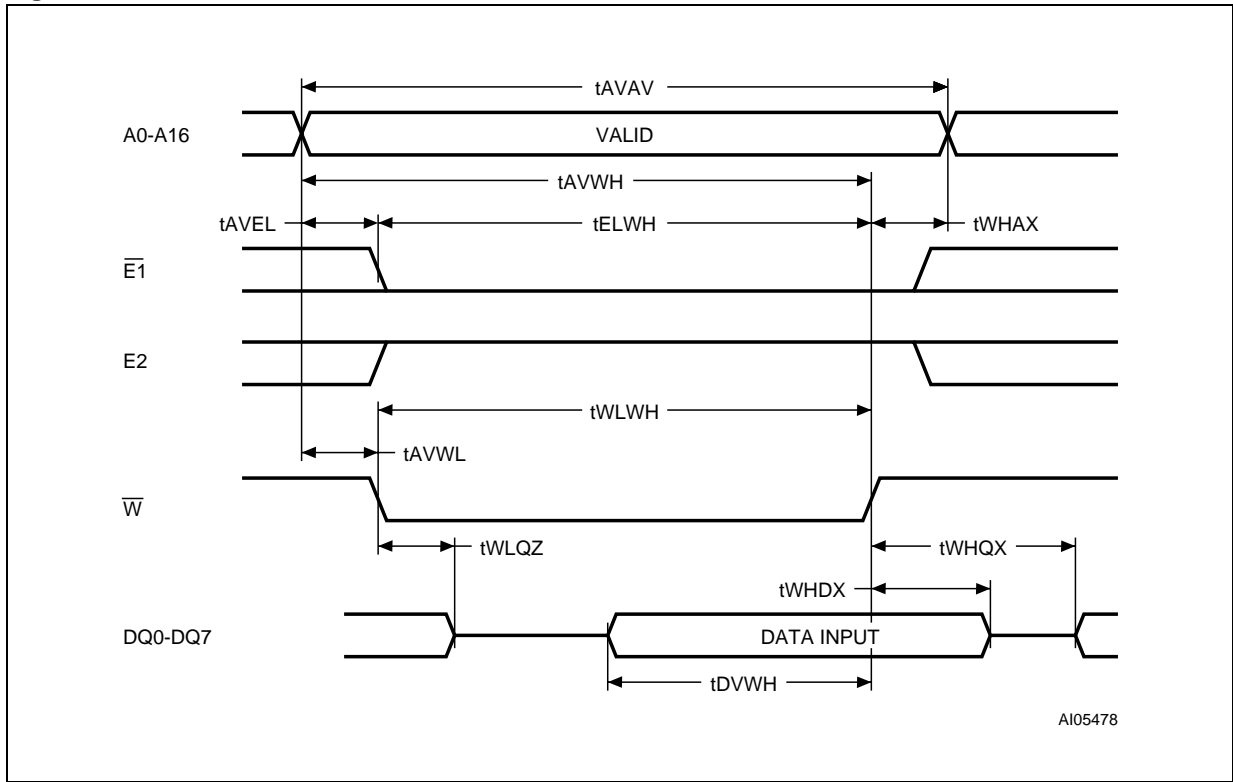 tAVAV
A0-A16 VALID
tAVWH
tAVEL tELWH tWHAX
E1
E2
tWLWH
tAVWL
W
tWLQZ tWHQX
tWHDX
DQ0-DQ7 DATA INPUT
tDVWH
AI05478